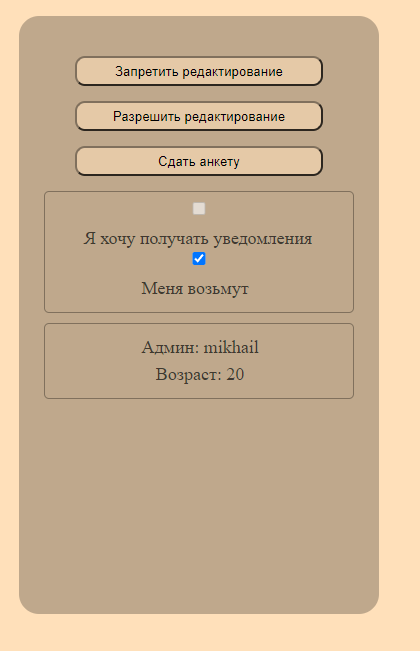 Запретить редактирование
Разрешить редактирование
Сдать анкету
Я хочу получать уведомления
Меня возьмут
Админ: mikhail
Возраст: 20